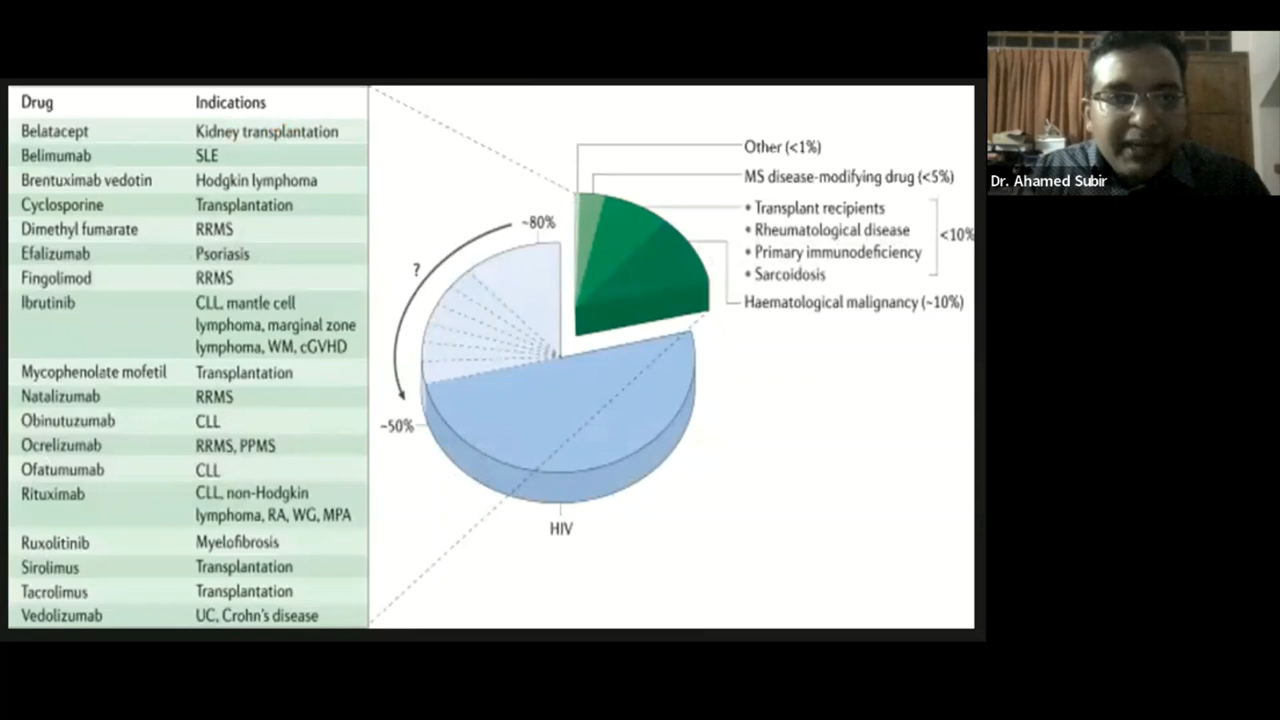 Drug Indications
Belatacept Kidney transplantation
Belimumab SLE
Brentuximab vedotin Hodgkin lymphoma
Cyclosporine Transplantation
Dimethyl fumarate RRMS
Efalizumab Psoriasis
Fingolimod RRMS
Ibrutinib CLL, mantle cell
lymphoma, marginal zone
lymphoma, WM, cGVHD
Mycophenolate mofetil Transplantation
Natalizumab RRMS
Obinutuzumab CLL
Ocrelizumab RRMS, PPMS
Ofatumumab CLL
Rituximab CLL, non-Hodgkin
lymphoma, RA, WG, MPA
Ruxolitinib Myelofibrosis
Sirolimus Transplantation
Tacrolimus Transplantation
Vedolizumab UC, Crohn's disease
~80%
?
~50%
HIV
Other (<1%)
MS disease-modifying drug (<5%)
• Transplant recipients
• Rheumatological disease
• Primary immunodeficiency
• Sarcoidosis
<10%
Haematological malignancy (~10%)
Dr. Ahamed Subir